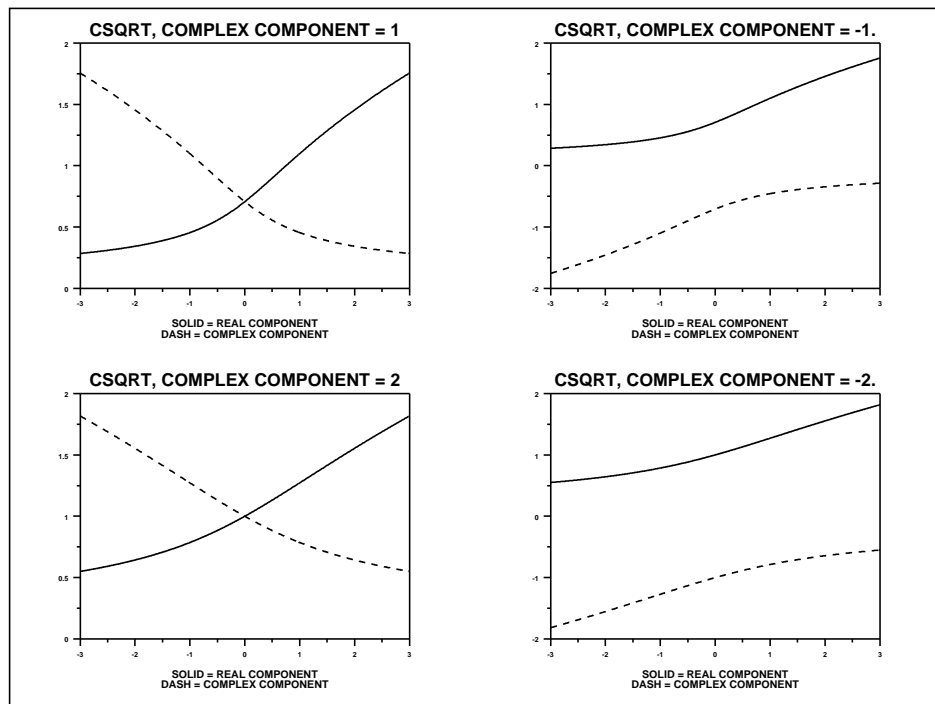 CSQRT, COMPLEX COMPONENT = 1
2
1.5
1
0.5
0
-3 -2 -1 0 1 2 3
SOLID = REAL COMPONENT
DASH = COMPLEX COMPONENT
CSQRT, COMPLEX COMPONENT = -1.
2
1
0
-1
-2
-3 -2 -1 0 1 2 3
SOLID = REAL COMPONENT
DASH = COMPLEX COMPONENT
CSQRT, COMPLEX COMPONENT = 2
2
1.5
1
0.5
0
-3 -2 -1 0 1 2 3
SOLID = REAL COMPONENT
DASH = COMPLEX COMPONENT
CSQRT, COMPLEX COMPONENT = -2.
2
1
0
-1
-2
-3 -2 -1 0 1 2 3
SOLID = REAL COMPONENT
DASH = COMPLEX COMPONENT